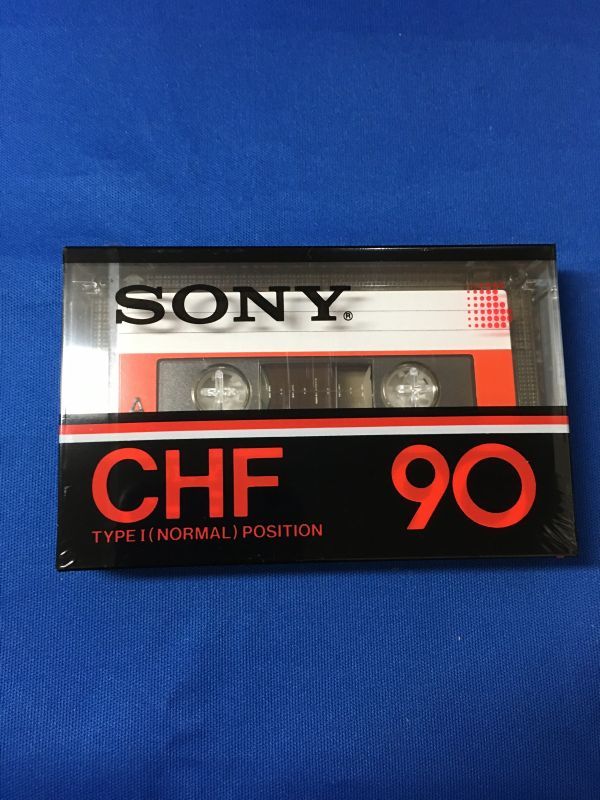 SONY®
A
CHF 90
TYPE I (NORMAL) POSITION